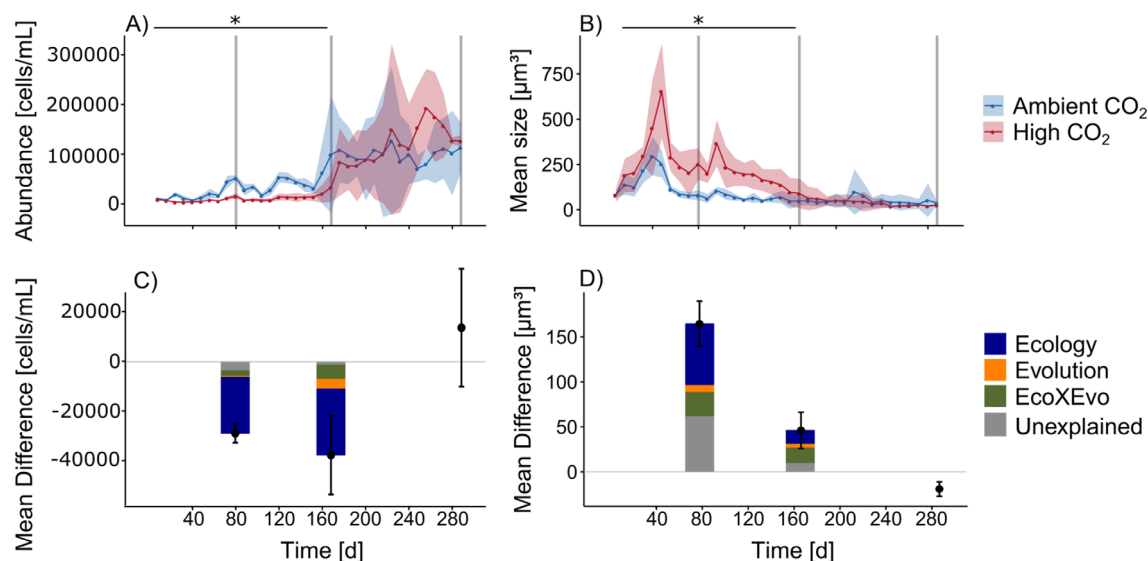 A)
*
Abundance [cells/mL]
300000
200000
100000
0
B)
*
Mean size [µm³]
750
500
250
0
Ambient CO₂
High CO₂
C)
Mean Difference [cells/mL]
20000
0
-20000
-40000
40 80 120 160 200 240 280
Time [d]
D)
Mean Difference [µm³]
150
100
50
0
40 80 120 160 200 240 280
Time [d]
Ecology
Evolution
EcoXEvo
Unexplained